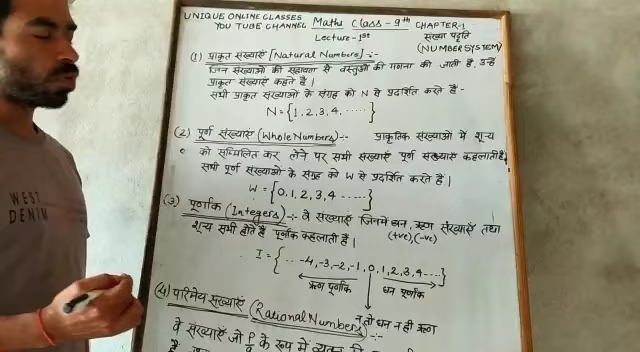 UNIQUE ONLINE CLASSES
YOU TUBE CHANNEL
Maths Class - 9th
CHAPTER-1
Lecture - 1st
संख्या पद्धति
(NUMBER SYSTEM)
(1) प्राकृत संख्याएँ [Natural Numbers] :-
जिन संख्याओं की सहायता से वस्तुओं की गणना की जाती है, उन्हें
प्राकृत संख्याएँ कहते हैं।
सभी प्राकृत संख्याओं के संग्रह को N से प्रदर्शित करते हैं -
N = {1, 2, 3, 4, ......}
(2) पूर्ण संख्याएँ (Whole Numbers) :- प्राकृतिक संख्याओं में शून्य
० को सम्मिलित कर लेने पर सभी संख्याएँ पूर्ण संख्याएँ कहलाती हैं,
सभी पूर्ण संख्याओं के संग्रह को W से प्रदर्शित करते हैं।
W = {0, 1, 2, 3, 4 ......}
(3) पूर्णांक (Integers) :- वे संख्याएँ जिनमें धन, ऋण संख्याएँ तथा
(+ve), (-ve)
शून्य सभी होते हैं पूर्णांक कहलाती हैं।
I = {... -4, -3, -2, -1, 0, 1, 2, 3, 4 ....}
ऋण पूर्णांक धन पूर्णांक
न तो धन न ही ऋण
(4) परिमेय संख्याएँ (Rational Numbers)
वे संख्याएँ जो p/q के रूप में व्यक्त
WEST
DENIM